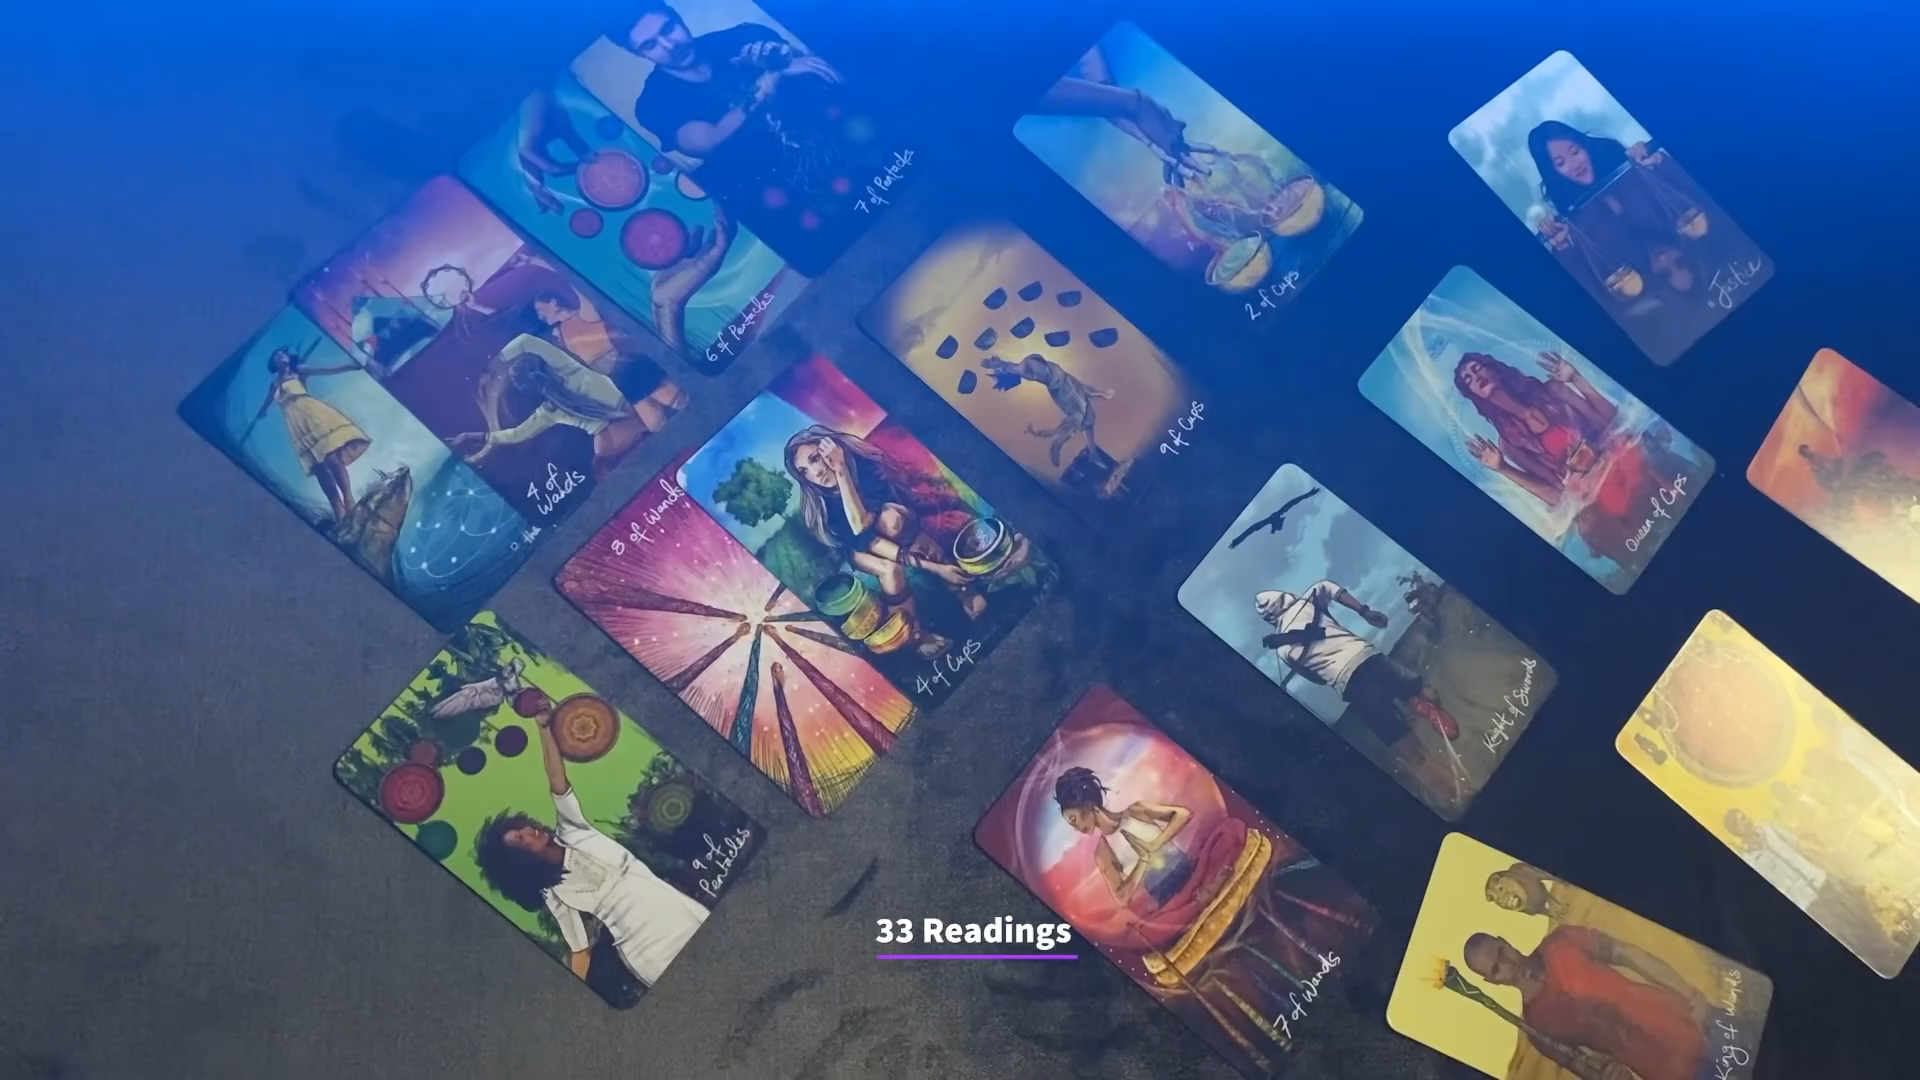 7 of Pentacles
6 of Pentacles
2 of Cups
Justice
4 of
Wands
0 the
9 of Cups
Queen of Cups
8 of Wands
4 of Cups
Knight of Swords
9 of
Pentacles
7 of Wands
King of Wands
33 Readings